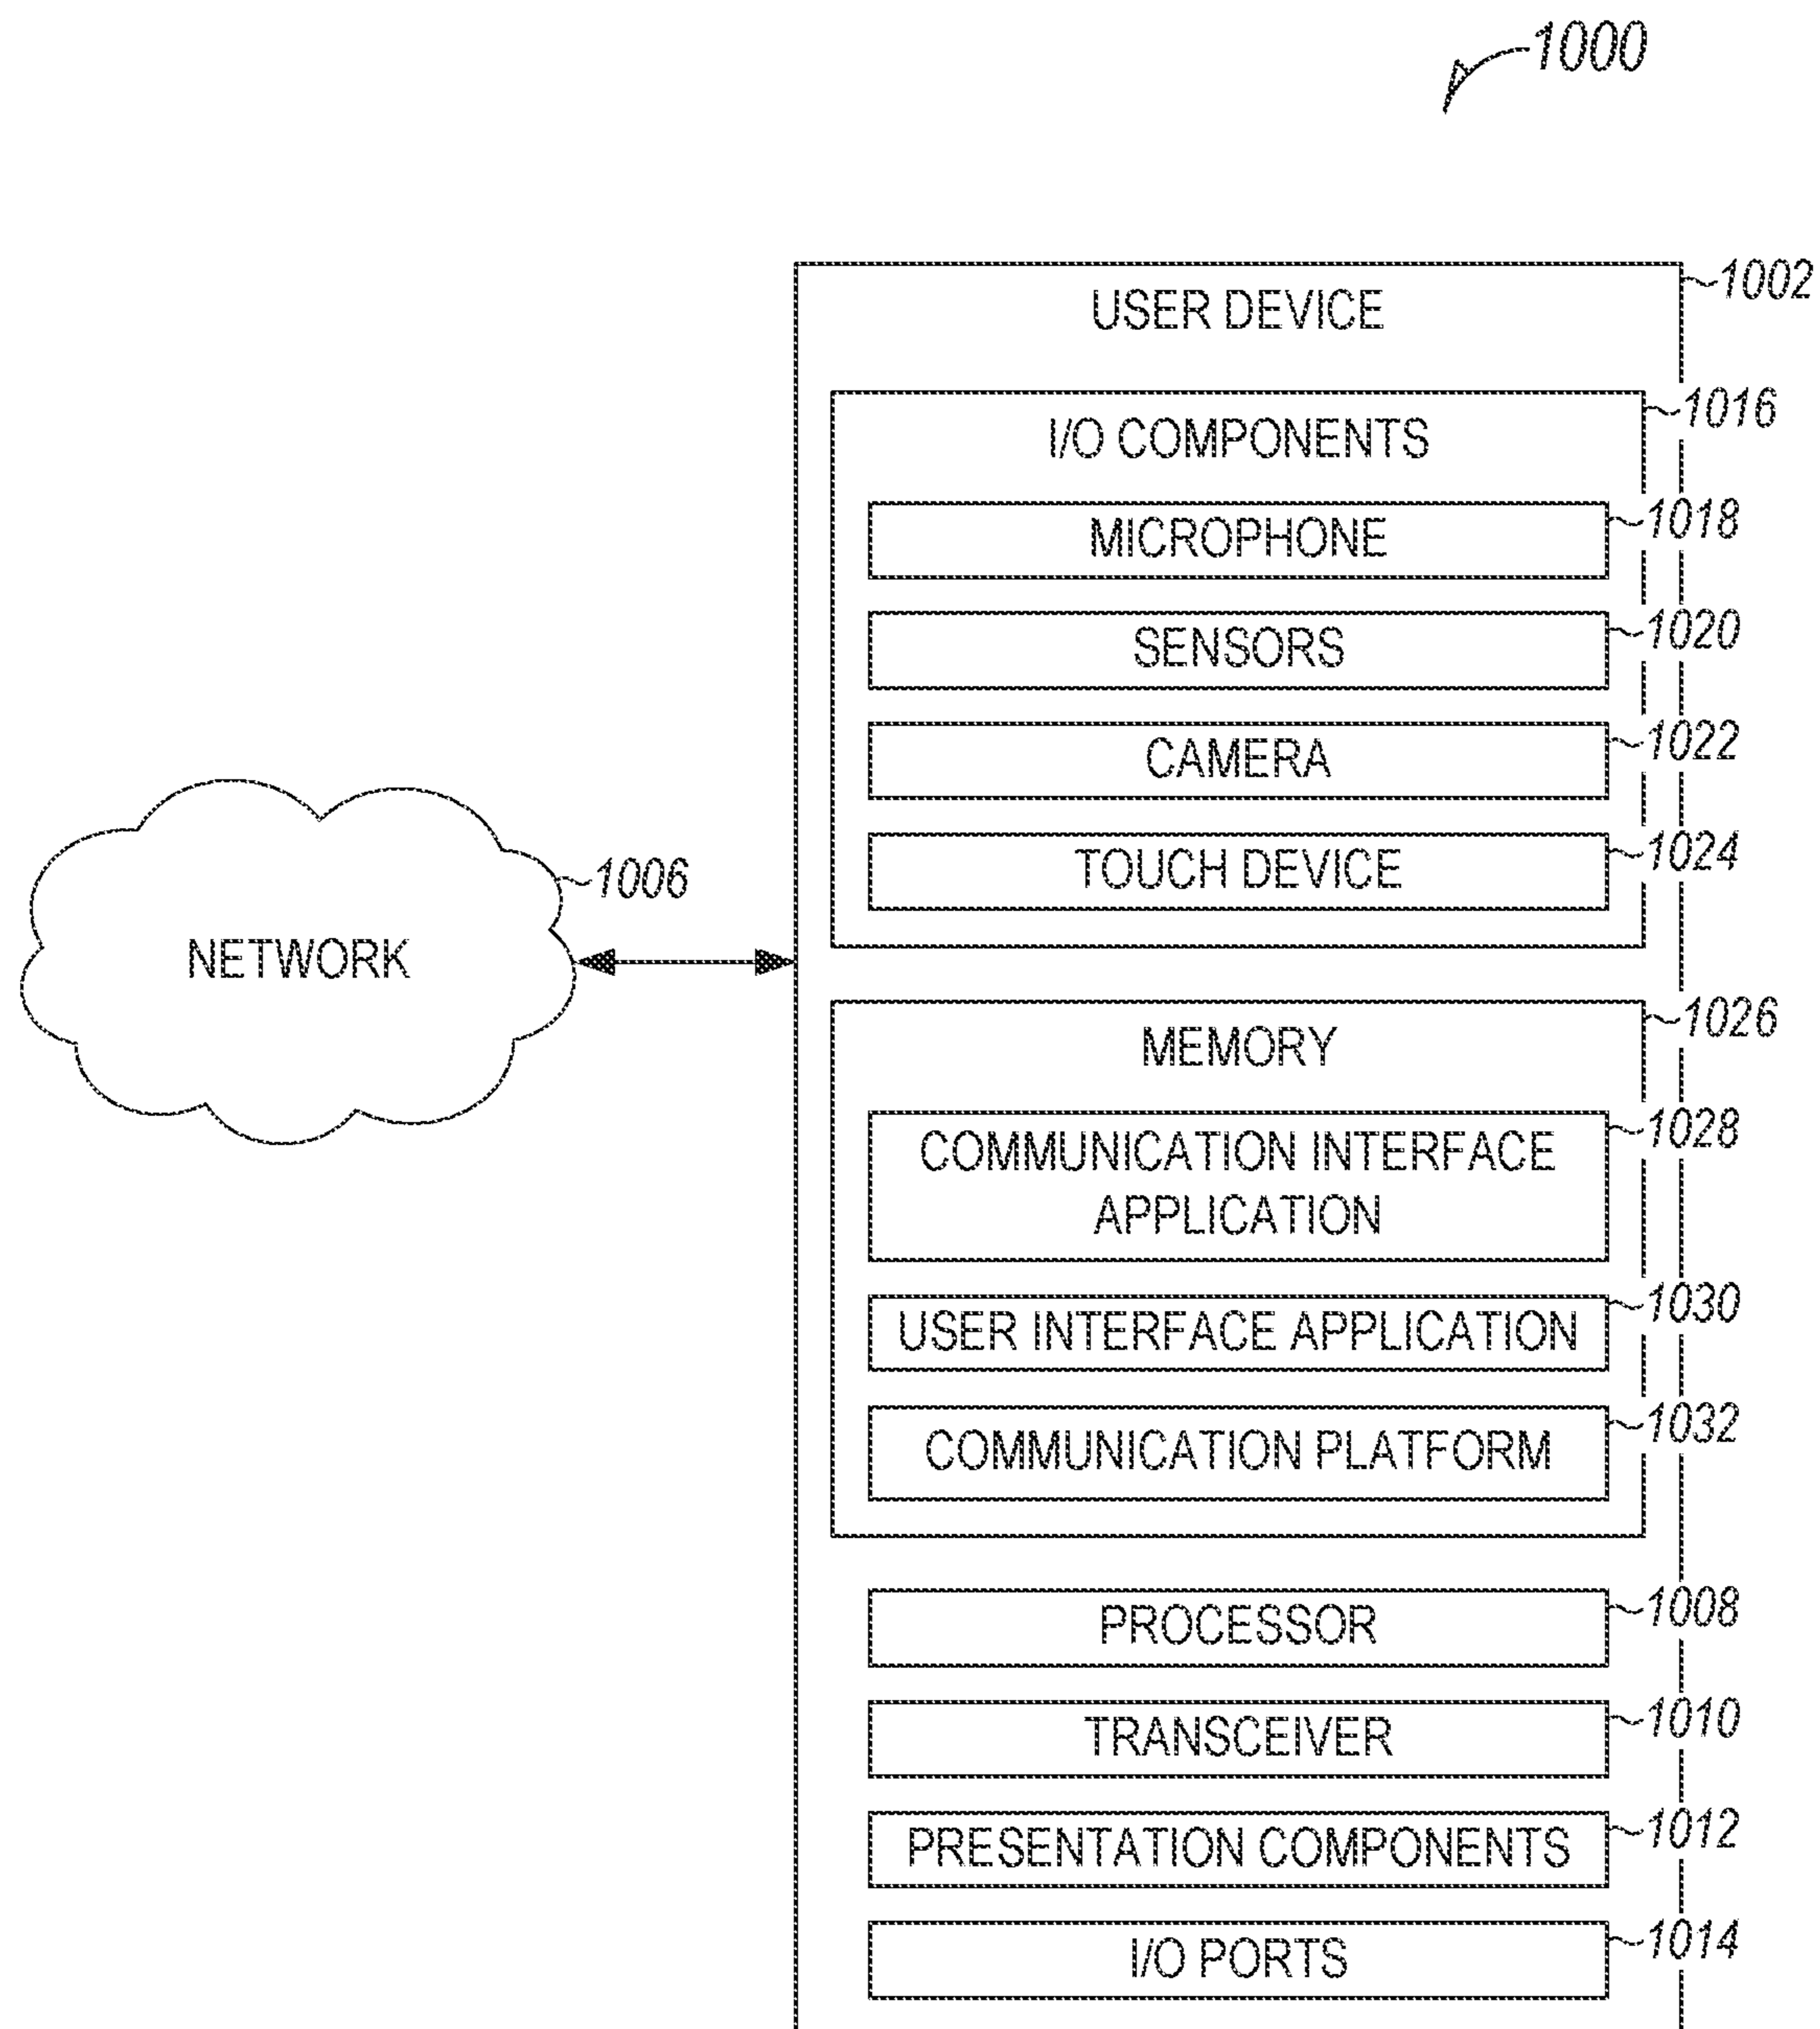 1000
USER DEVICE
1002
I/O COMPONENTS
1016
MICROPHONE
1018
SENSORS
1020
CAMERA
1022
TOUCH DEVICE
1024
NETWORK
1006
MEMORY
1026
COMMUNICATION INTERFACE
APPLICATION
1028
USER INTERFACE APPLICATION
1030
COMMUNICATION PLATFORM
1032
PROCESSOR
1008
TRANSCEIVER
1010
PRESENTATION COMPONENTS
1012
I/O PORTS
1014